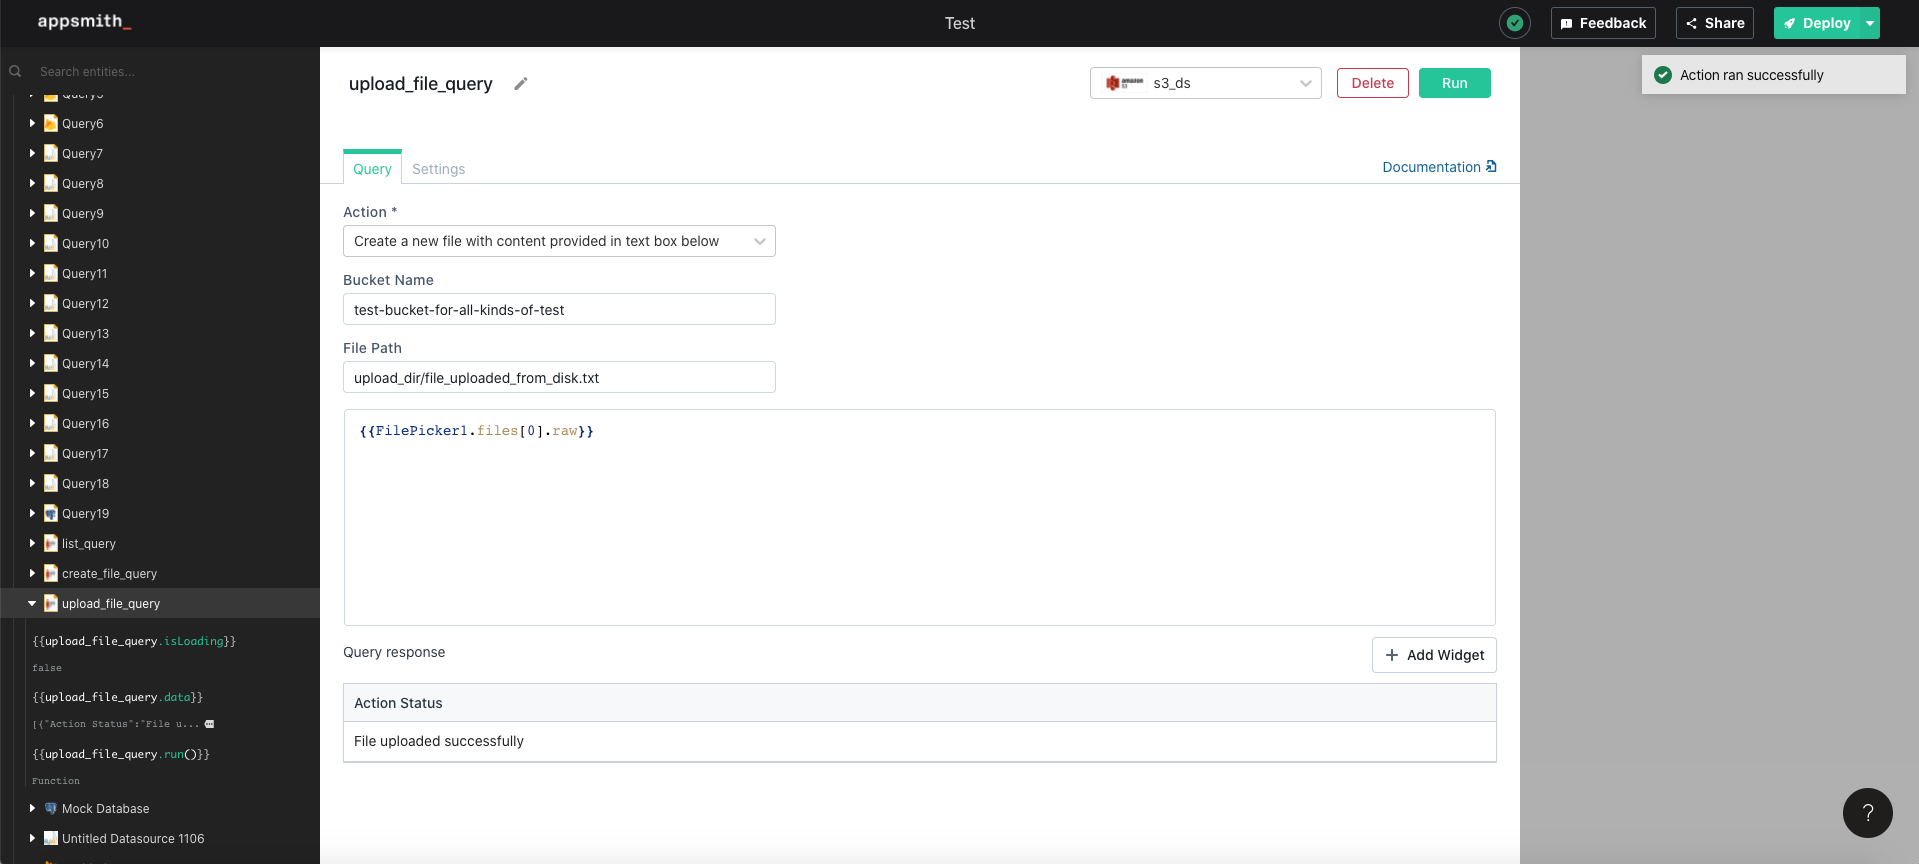 appsmith_
Test
Feedback
Share
Deploy
Search entities...
Action ran successfully
Query5
Query6
Query7
Query8
Query9
Query10
Query11
Query12
Query13
Query14
Query15
Query16
Query17
Query18
Query19
list_query
create_file_query
upload_file_query
{{upload_file_query.isLoading}}
false
{{upload_file_query.data}}
[{"Action Status":"File u...
{{upload_file_query.run()}}
Function
Mock Database
Untitled Datasource 1106
upload_file_query
amazon
S3
s3_ds
Delete
Run
Query
Settings
Documentation
Action *
Create a new file with content provided in text box below
Bucket Name
test-bucket-for-all-kinds-of-test
File Path
upload_dir/file_uploaded_from_disk.txt
{{FilePicker1.files[0].raw}}
Query response
+ Add Widget
Action Status
File uploaded successfully
?